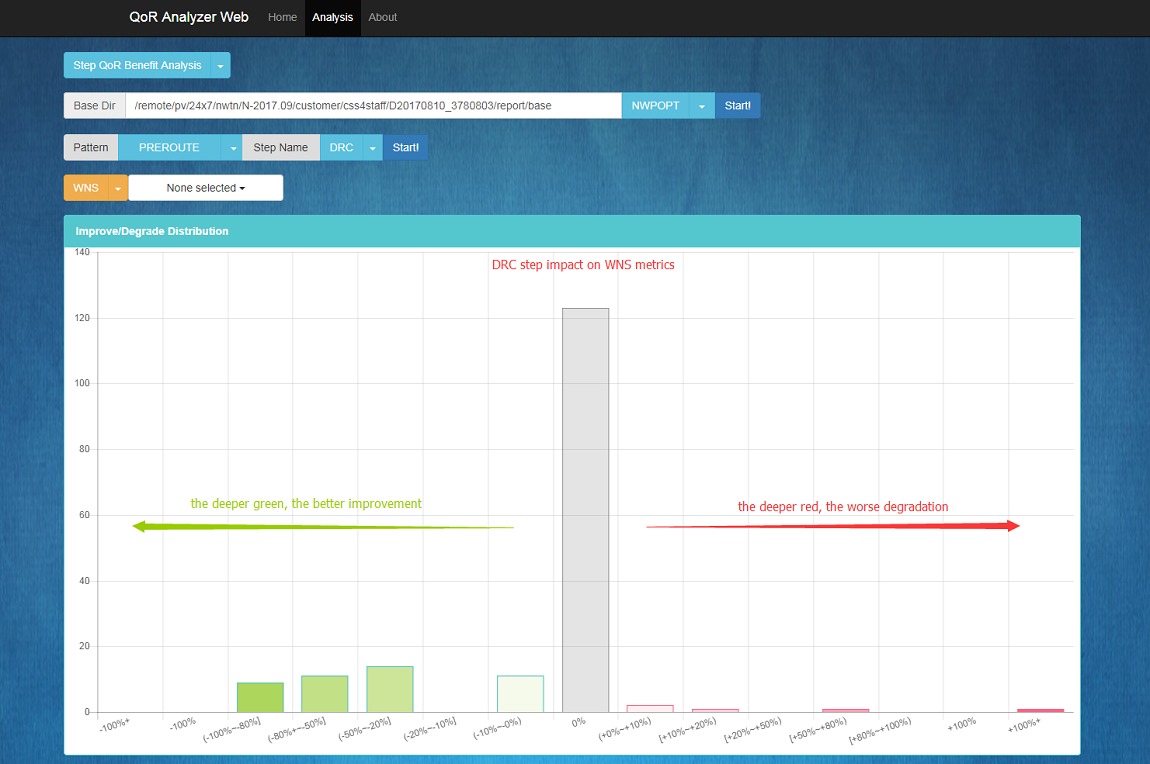 QoR Analyzer Web Home Analysis About
Step QoR Benefit Analysis
Base Dir /remote/pv/24x7/nwtn/N-2017.09/customer/css4staff/D20170810_3780803/report/base NWPOPT Start!
Pattern PREROUTE Step Name DRC Start!
WNS None selected
Improve/Degrade Distribution
DRC step impact on WNS metrics
140
120
100
80
60
40
20
0
the deeper green, the better improvement
the deeper red, the worse degradation
-100%+ -100% (-100%~-80%] (-80%+~-50%] (-50%~-20%] (-20%~-10%] (-10%~-0%) 0% (+0%~+10%) [+10%~+20%) [+20%~+50%) [+50%~+80%) [+80%~+100%) +100% +100%+